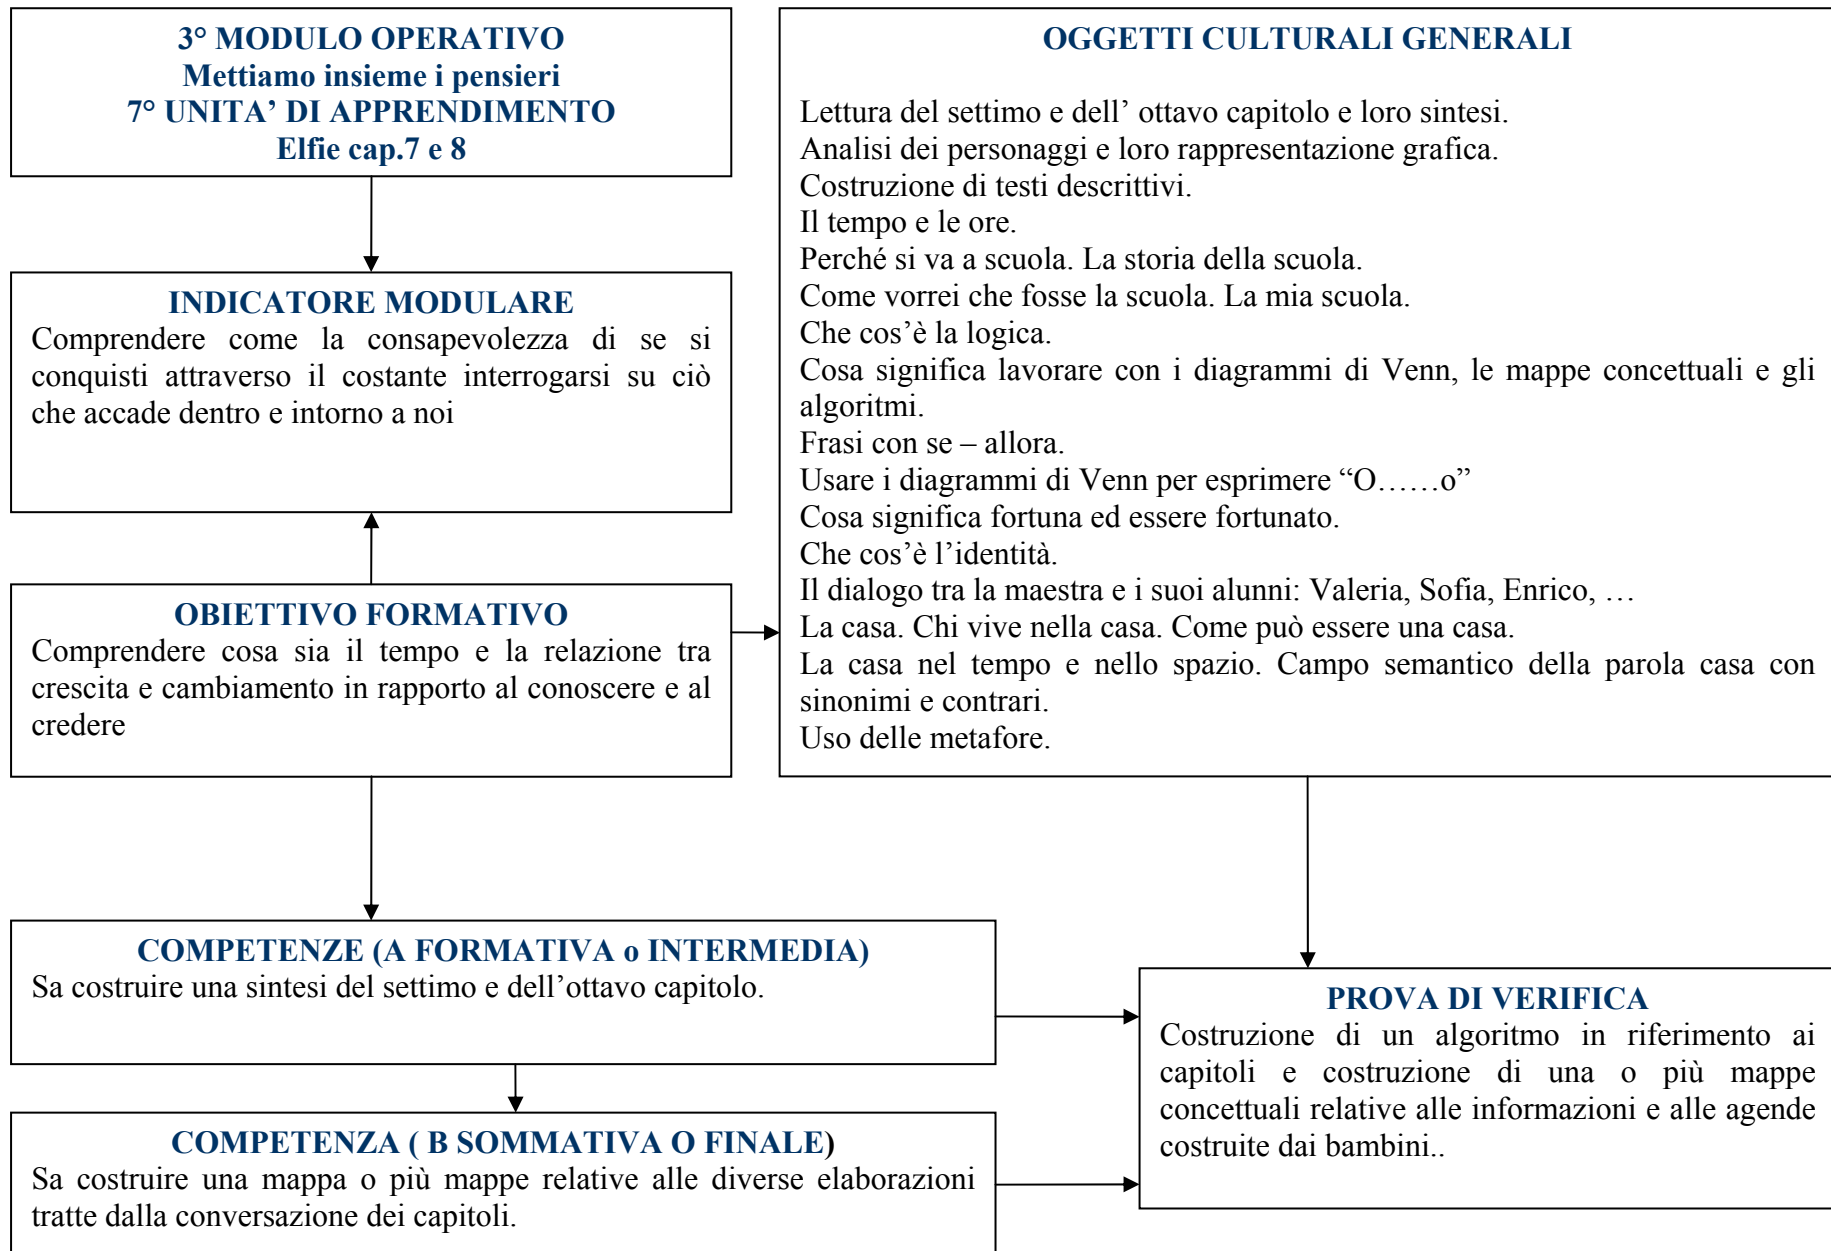 3° MODULO OPERATIVO
Mettiamo insieme i pensieri
7° UNITA’ DI APPRENDIMENTO
Elfie cap.7 e 8
INDICATORE MODULARE
Comprendere come la consapevolezza di se si
conquisti attraverso il costante interrogarsi su ciò
che accade dentro e intorno a noi
OBIETTIVO FORMATIVO
Comprendere cosa sia il tempo e la relazione tra
crescita e cambiamento in rapporto al conoscere e al
credere
OGGETTI CULTURALI GENERALI
Lettura del settimo e dell’ ottavo capitolo e loro sintesi.
Analisi dei personaggi e loro rappresentazione grafica.
Costruzione di testi descrittivi.
Il tempo e le ore.
Perché si va a scuola. La storia della scuola.
Come vorrei che fosse la scuola. La mia scuola.
Che cos’è la logica.
Cosa significa lavorare con i diagrammi di Venn, le mappe concettuali e gli
algoritmi.
Frasi con se – allora.
Usare i diagrammi di Venn per esprimere “O……o”
Cosa significa fortuna ed essere fortunato.
Che cos’è l’identità.
Il dialogo tra la maestra e i suoi alunni: Valeria, Sofia, Enrico, …
La casa. Chi vive nella casa. Come può essere una casa.
La casa nel tempo e nello spazio. Campo semantico della parola casa con
sinonimi e contrari.
Uso delle metafore.
COMPETENZE (A FORMATIVA o INTERMEDIA)
Sa costruire una sintesi del settimo e dell’ottavo capitolo.
COMPETENZA ( B SOMMATIVA O FINALE)
Sa costruire una mappa o più mappe relative alle diverse elaborazioni
tratte dalla conversazione dei capitoli.
PROVA DI VERIFICA
Costruzione di un algoritmo in riferimento ai
capitoli e costruzione di una o più mappe
concettuali relative alle informazioni e alle agende
costruite dai bambini..